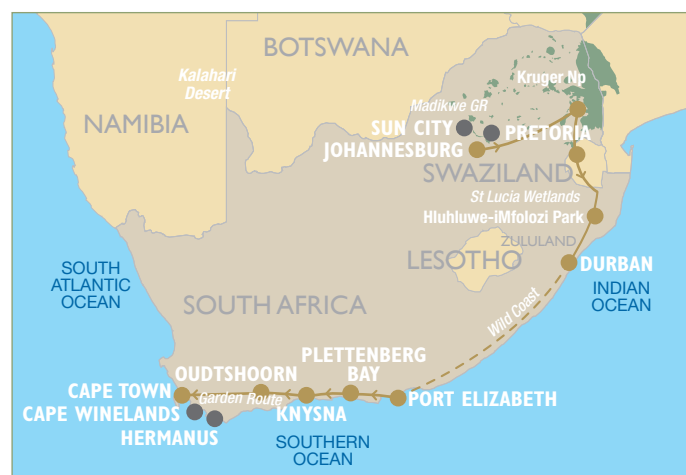 BOTSWANA
Kruger Np
Kalahari
Desert
Madikwe GR
NAMIBIA
SUN CITY
PRETORIA
JOHANNESBURG
SWAZILAND
St Lucia Wetlands
Hluhluwe-iMfolozi Park
ZULULAND
LESOTHO
DURBAN
SOUTH
ATLANTIC
OCEAN
INDIAN
OCEAN
SOUTH AFRICA
Wild Coast
PLETTENBERG
BAY
OUDTSHOORN
CAPE TOWN
Garden Route
PORT ELIZABETH
CAPE WINELANDS
KNYSNA
HERMANUS
SOUTHERN
OCEAN